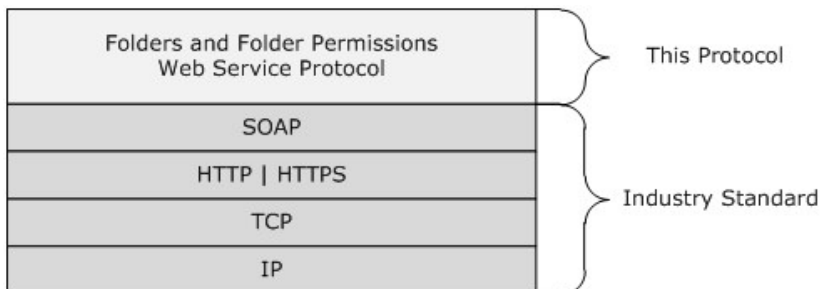 Folders and Folder Permissions
Web Service Protocol
This Protocol
SOAP
HTTP | HTTPS
TCP
IP
Industry Standard